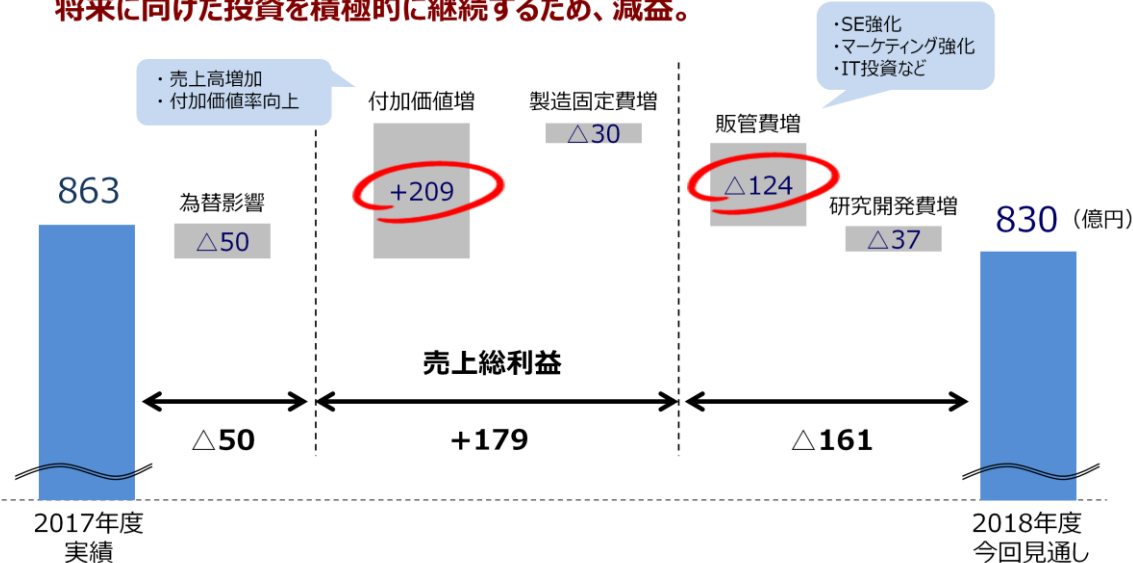 将来に向けた投資を積極的に継続するため、減益。
・SE強化
・マーケティング強化
・IT投資など
・売上高増加
・付加価値率向上
付加価値増
製造固定費増
△30
販管費増
863
為替影響
△50
+209
△124
研究開発費増
△37
830（億円）
売上総利益
△50
+179
△161
2017年度
実績
2018年度
今回見通し